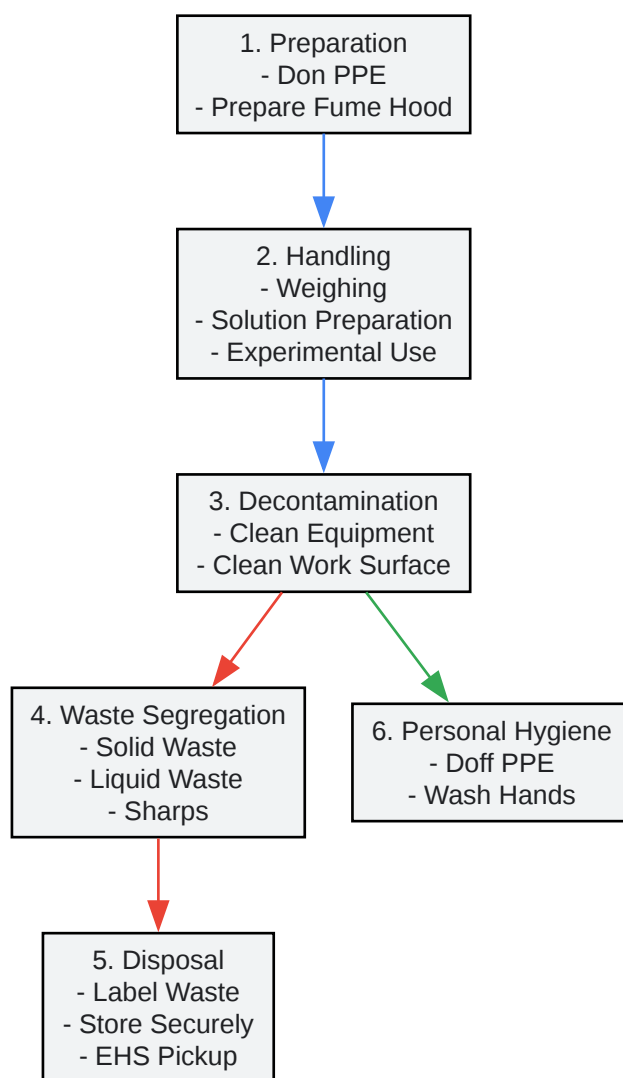 1. Preparation
- Don PPE
- Prepare Fume Hood
2. Handling
- Weighing
- Solution Preparation
- Experimental Use
3. Decontamination
- Clean Equipment
- Clean Work Surface
4. Waste Segregation
- Solid Waste
- Liquid Waste
- Sharps
6. Personal Hygiene
- Doff PPE
- Wash Hands
5. Disposal
- Label Waste
- Store Securely
- EHS Pickup